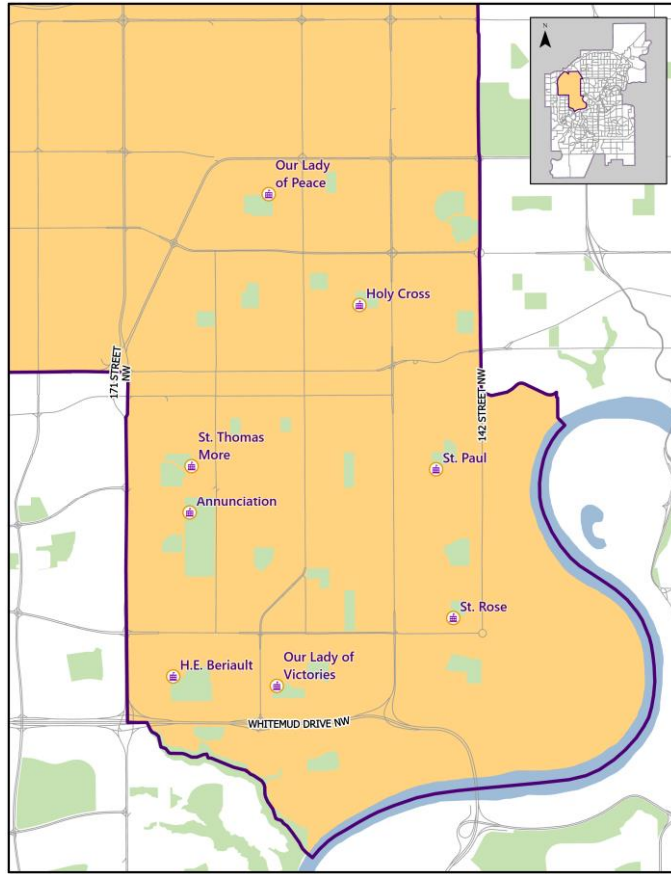 N
Our Lady
of Peace
Holy Cross
171 STREET
NW
142 STREET NW
St. Thomas
More
St. Paul
Annunciation
St. Rose
H.E. Beriault
Our Lady of
Victories
WHITEMUD DRIVE NW